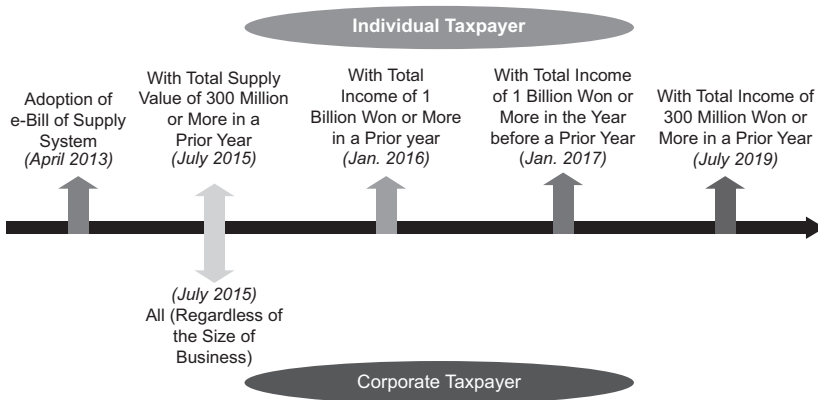 Individual Taxpayer
Adoption of
e-Bill of Supply
System
(April 2013)
With Total Supply
Value of 300 Million
or More in a
Prior Year
(July 2015)
With Total
Income of 1
Billion Won or More
in a Prior year
(Jan. 2016)
With Total Income
of 1 Billion Won or
More in the Year
before a Prior Year
(Jan. 2017)
With Total Income of
300 Million Won or
More in a Prior Year
(July 2019)
(July 2015)
All (Regardless of
the Size of
Business)
Corporate Taxpayer